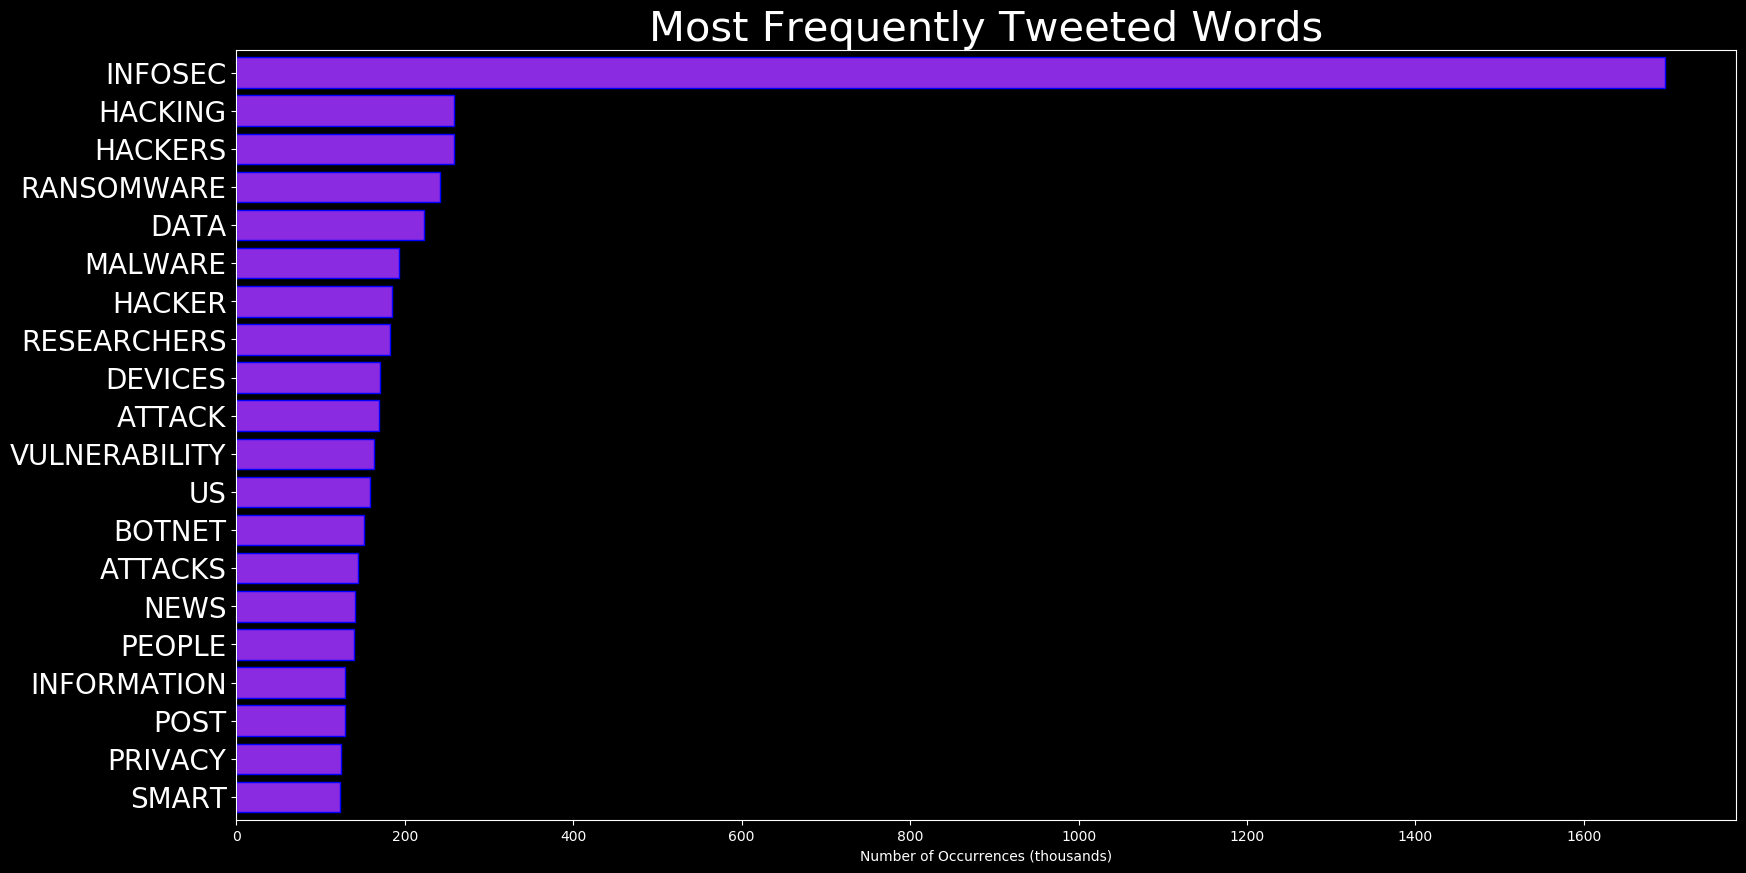 Most Frequently Tweeted Words
INFOSEC
HACKING
HACKERS
RANSOMWARE
DATA
MALWARE
HACKER
RESEARCHERS
DEVICES
ATTACK
VULNERABILITY
US
BOTNET
ATTACKS
NEWS
PEOPLE
INFORMATION
POST
PRIVACY
SMART
0 200 400 600 800 1000 1200 1400 1600
Number of Occurrences (thousands)